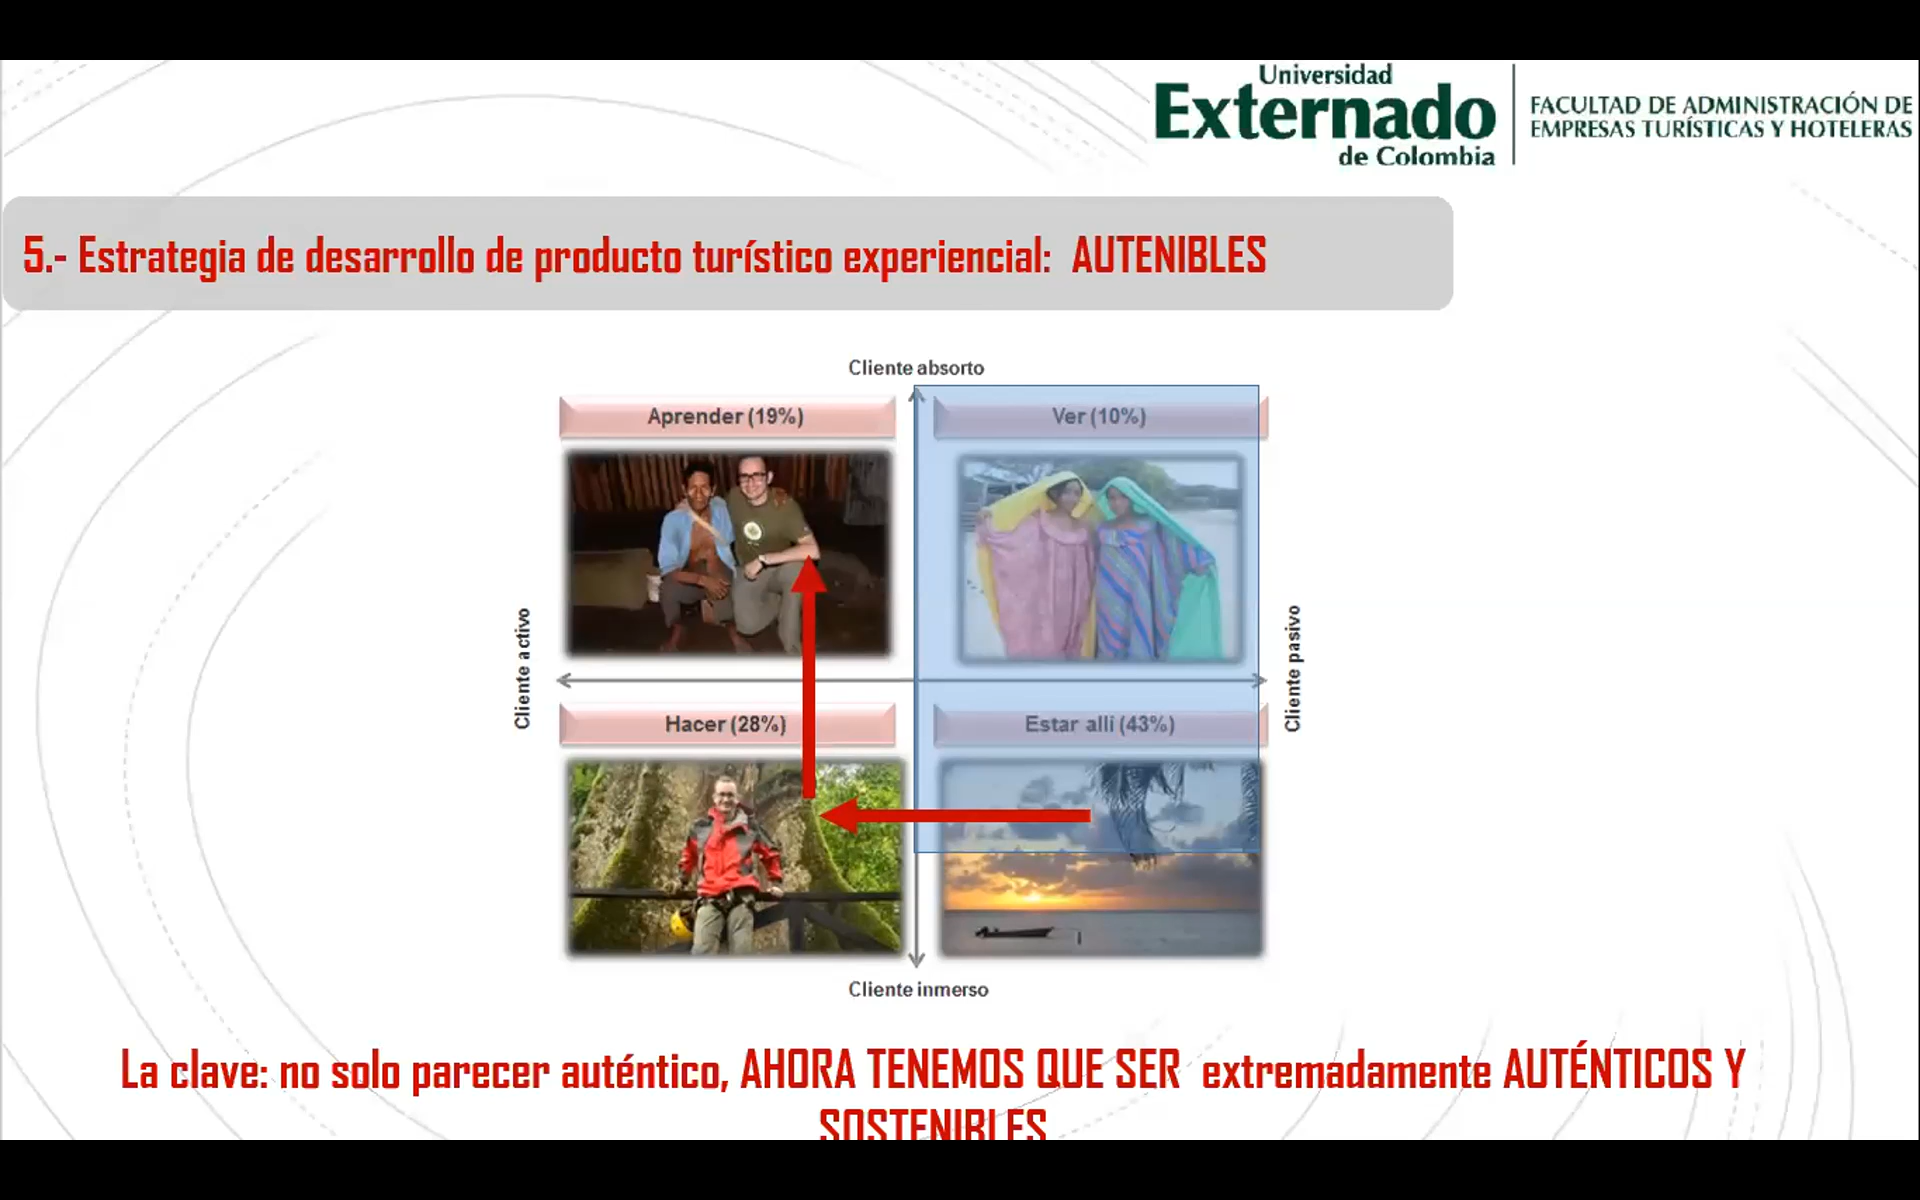 Universidad
Externado
de Colombia
FACULTAD DE ADMINISTRACIÓN DE
EMPRESAS TURÍSTICAS Y HOTELERAS
5.- Estrategia de desarrollo de producto turístico experiencial: AUTENIBLES
Cliente absorto
Aprender (19%)
Ver (10%)
Cliente activo
Cliente pasivo
Hacer (28%)
Estar allí (43%)
Cliente inmerso
La clave: no solo parecer auténtico, AHORA TENEMOS QUE SER extremadamente AUTÉNTICOS Y
SOSTENIBLES